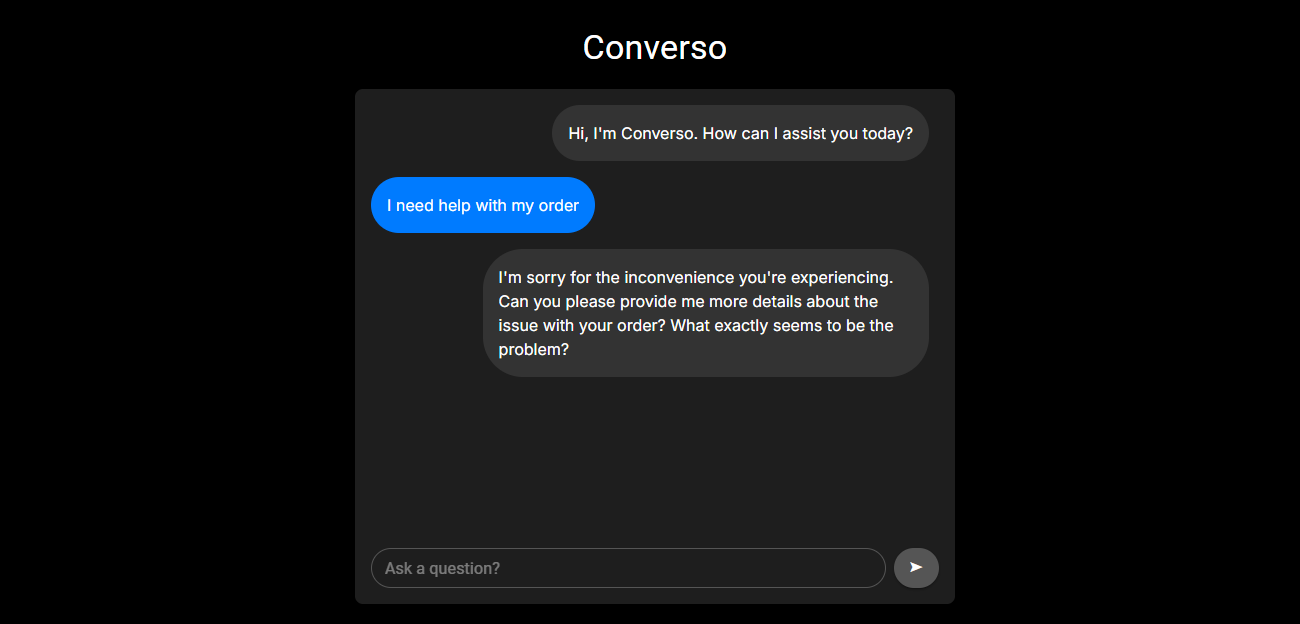 Converso
Hi, I'm Converso. How can I assist you today?
I need help with my order
I'm sorry for the inconvenience you're experiencing.
Can you please provide me more details about the
issue with your order? What exactly seems to be the
problem?
Ask a question?